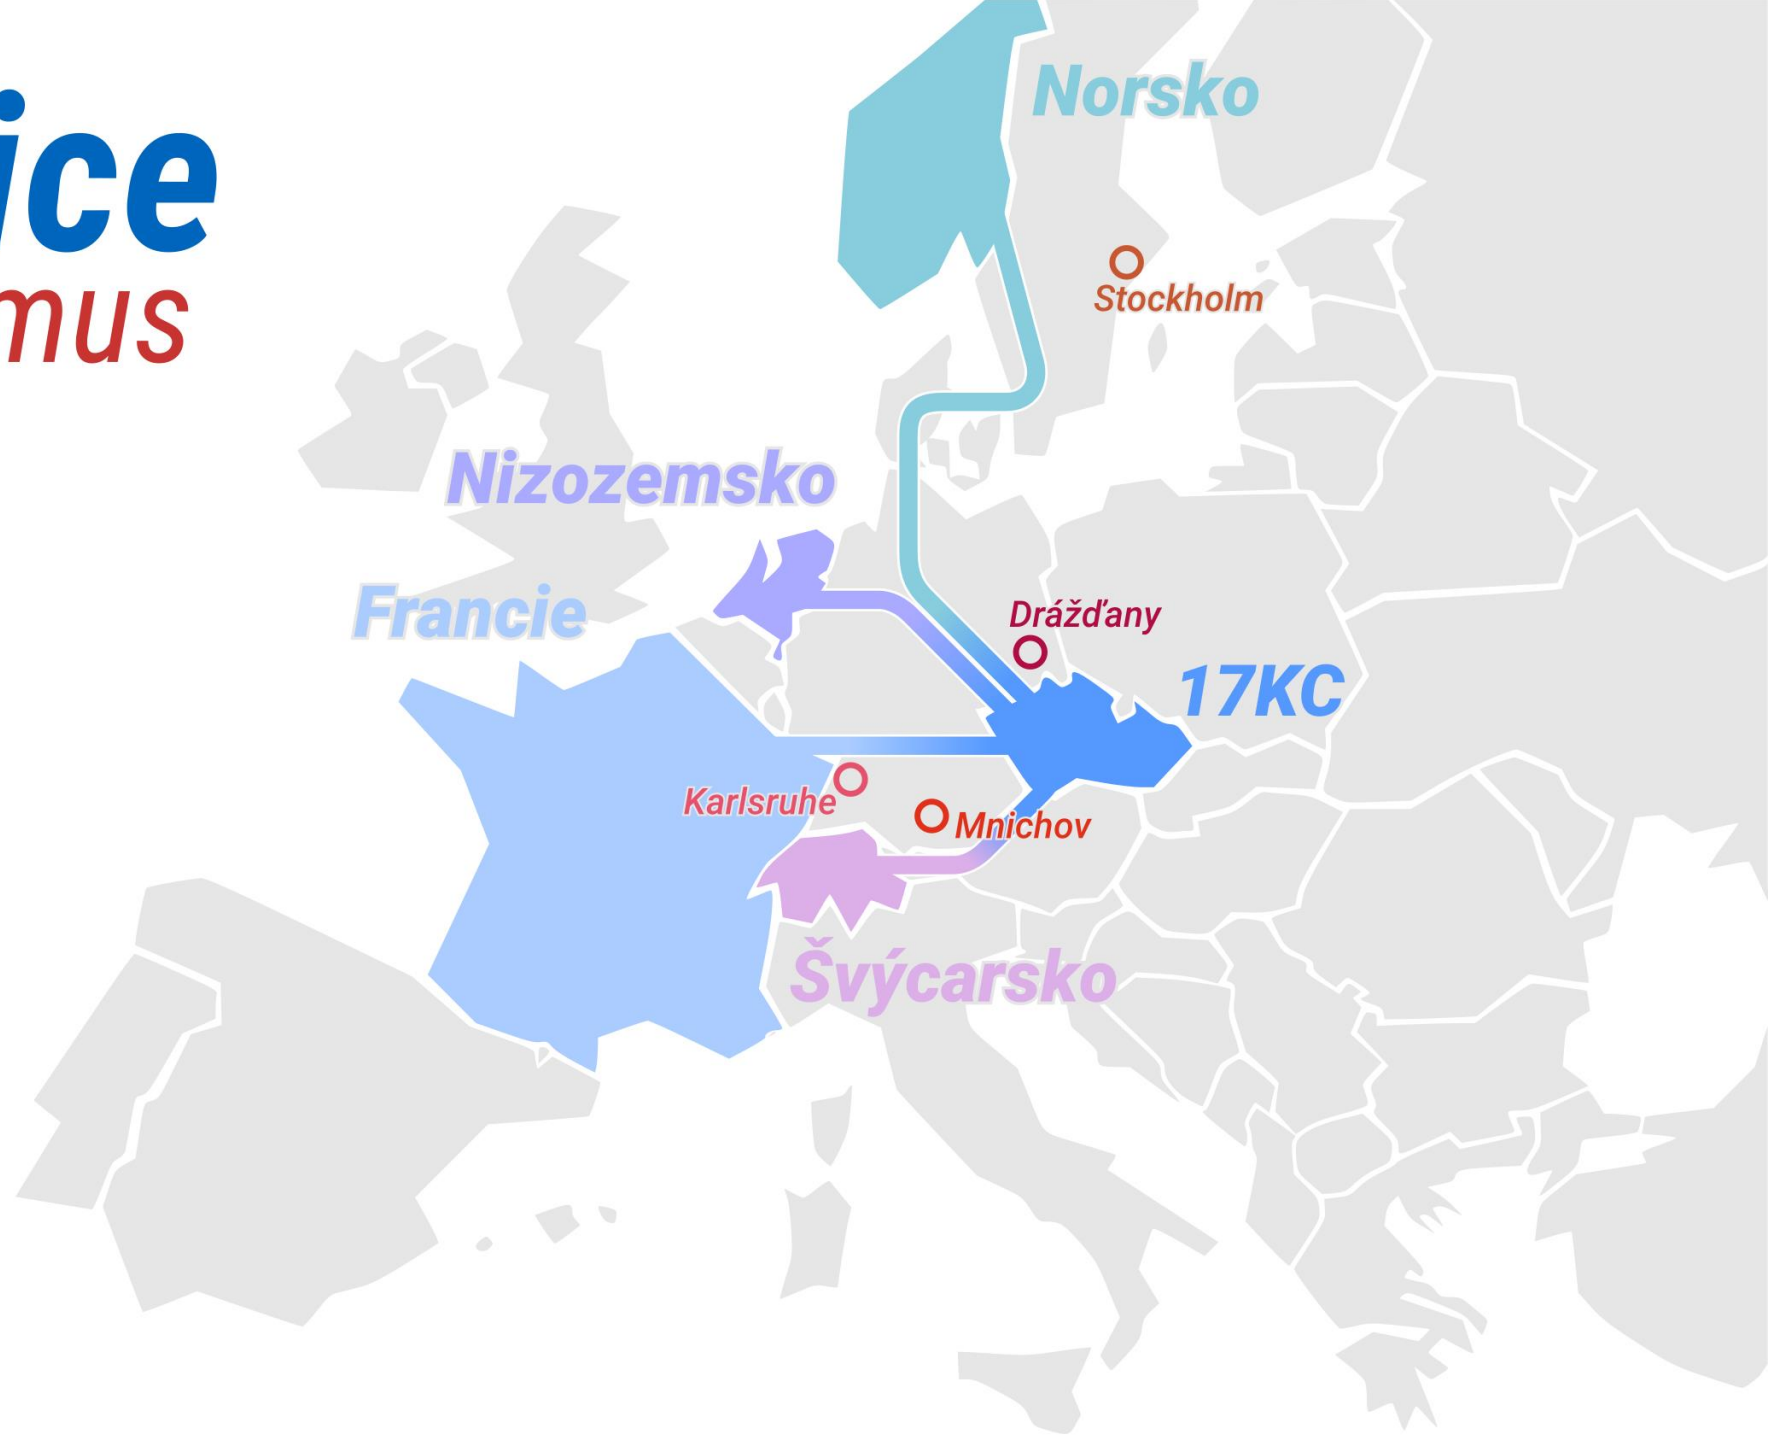 ice
mus
Norsko
Stockholm
Nizozemsko
Francie
Drážďany
17KC
Karlsruhe
Mnichov
Švýcarsko